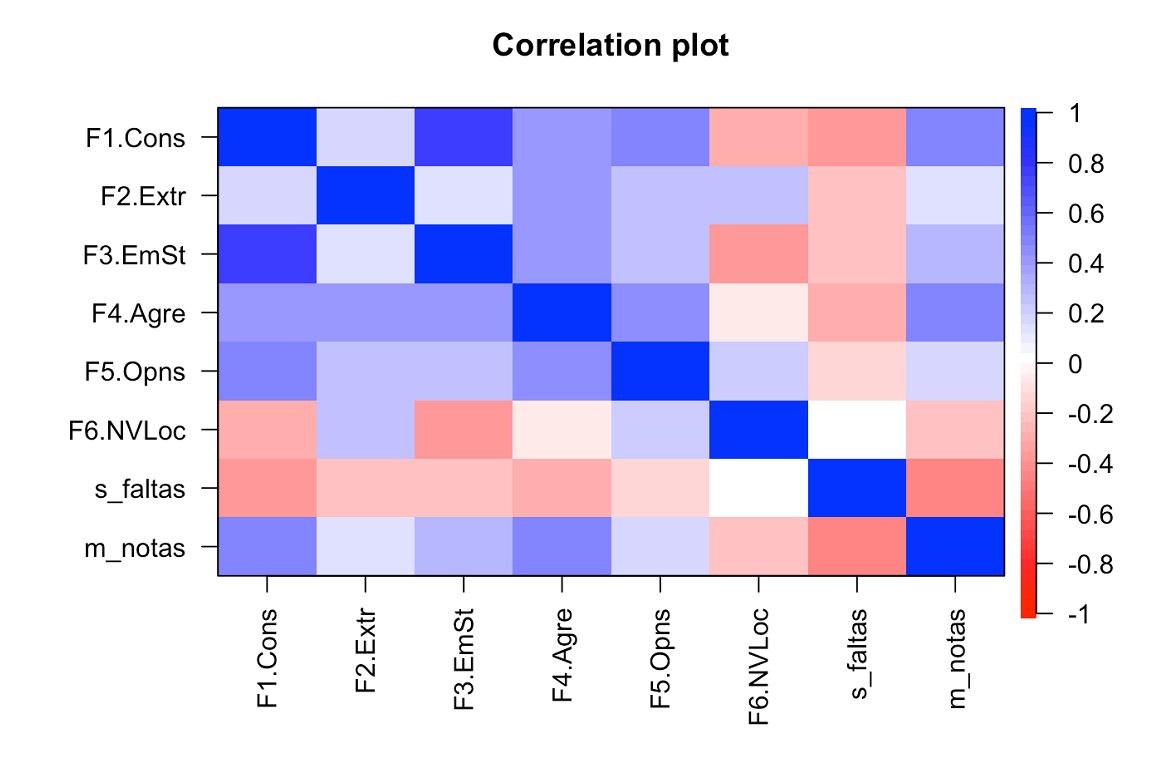 Correlation plot
F1.Cons
F2.Extr
F3.EmSt
F4.Agre
F5.Opns
F6.NVLoc
s_faltas
m_notas
F1.Cons
F2.Extr
F3.EmSt
F4.Agre
F5.Opns
F6.NVLoc
s_faltas
m_notas
1
0.8
0.6
0.4
0.2
0
-0.2
-0.4
-0.6
-0.8
-1